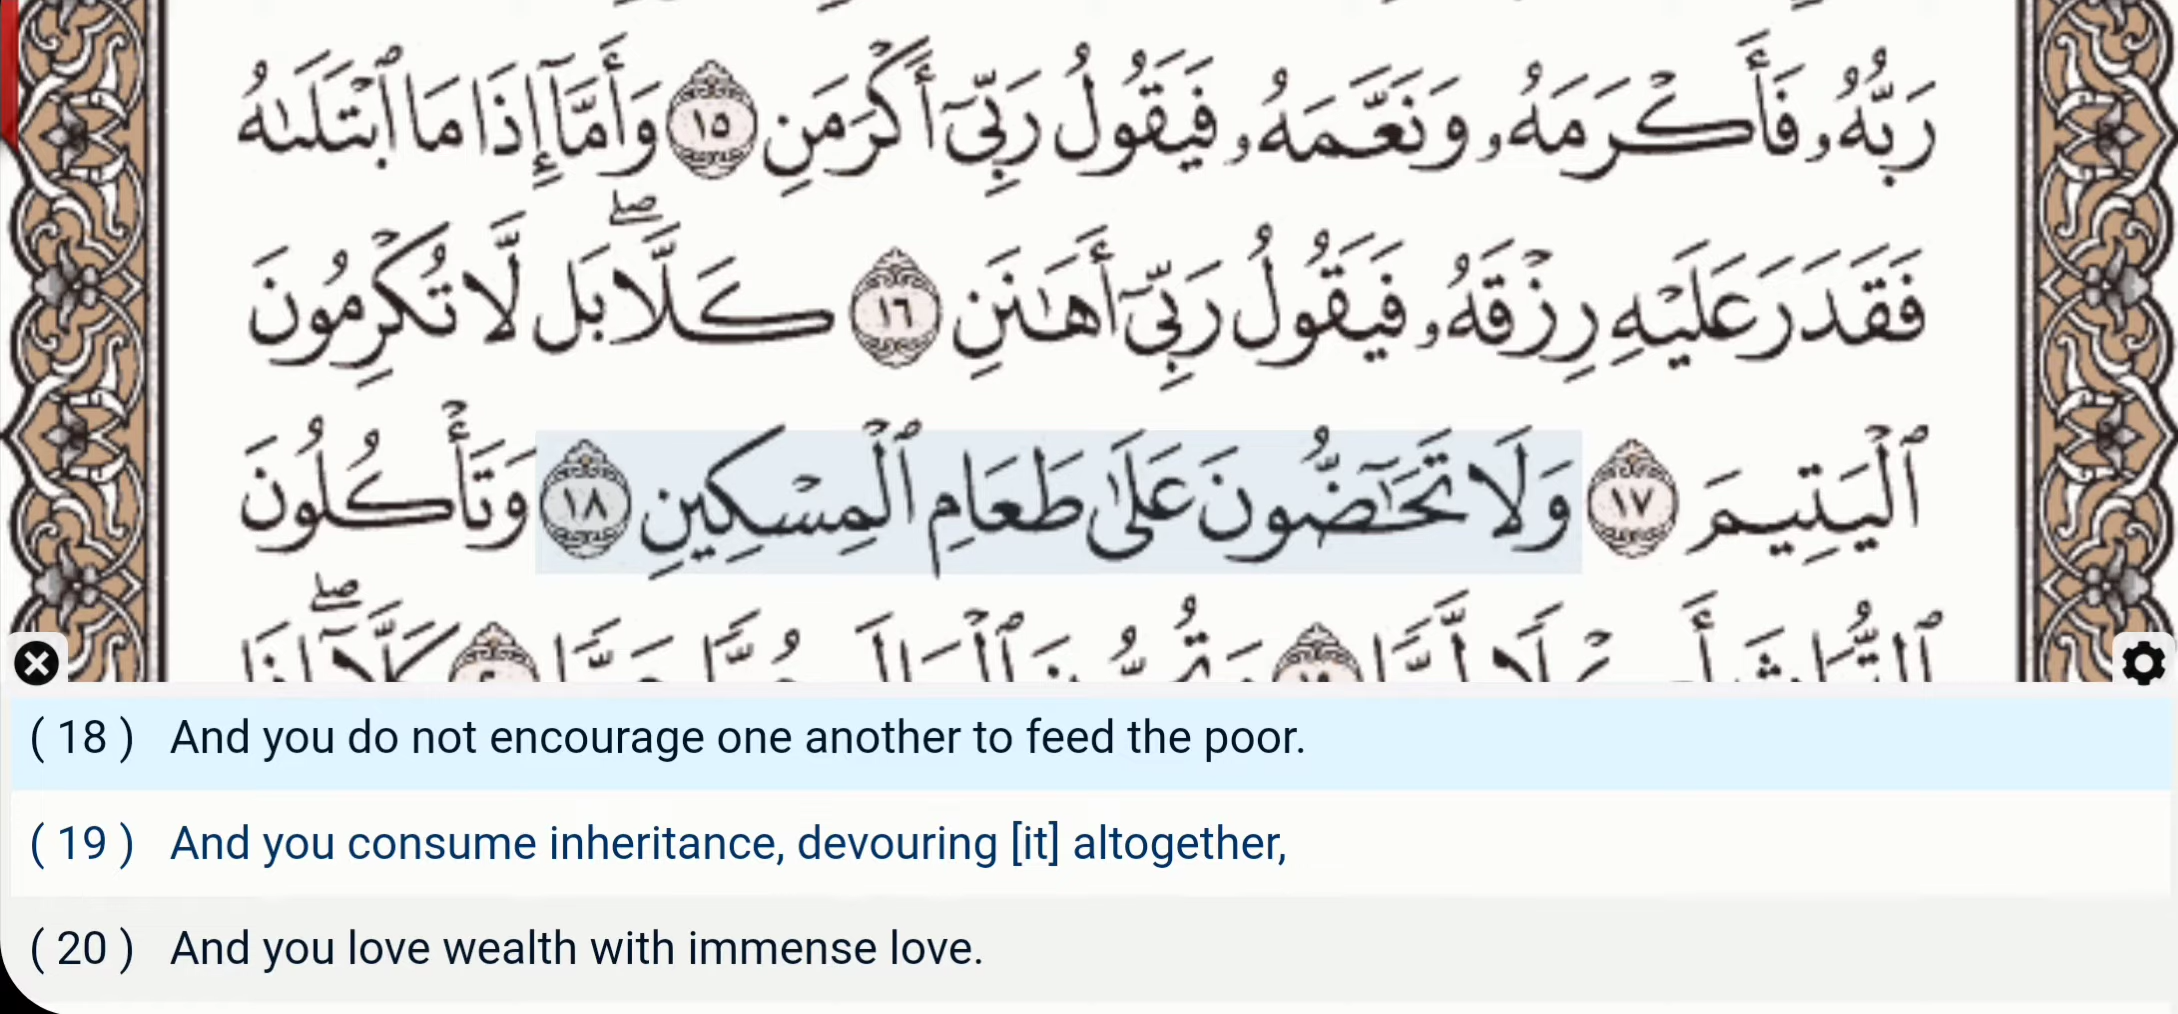 رَبُّهُۥ فَأَكْرَمَهُۥ وَنَعَّمَهُۥ فَيَقُولُ رَبِّىٓ أَكْرَمَنِ ١٥ وَأَمَّآ إِذَا مَا ٱبْتَلَىٰهُ
فَقَدَرَ عَلَيْهِ رِزْقَهُۥ فَيَقُولُ رَبِّىٓ أَهَـٰنَنِ ١٦ كَلَّا ۖ بَل لَّا تُكْرِمُونَ
ٱلْيَتِيمَ ١٧ وَلَا تَحَـٰٓضُّونَ عَلَىٰ طَعَامِ ٱلْمِسْكِينِ ١٨ وَتَأْكُلُونَ
( 18 ) And you do not encourage one another to feed the poor.
( 19 ) And you consume inheritance, devouring [it] altogether,
( 20 ) And you love wealth with immense love.